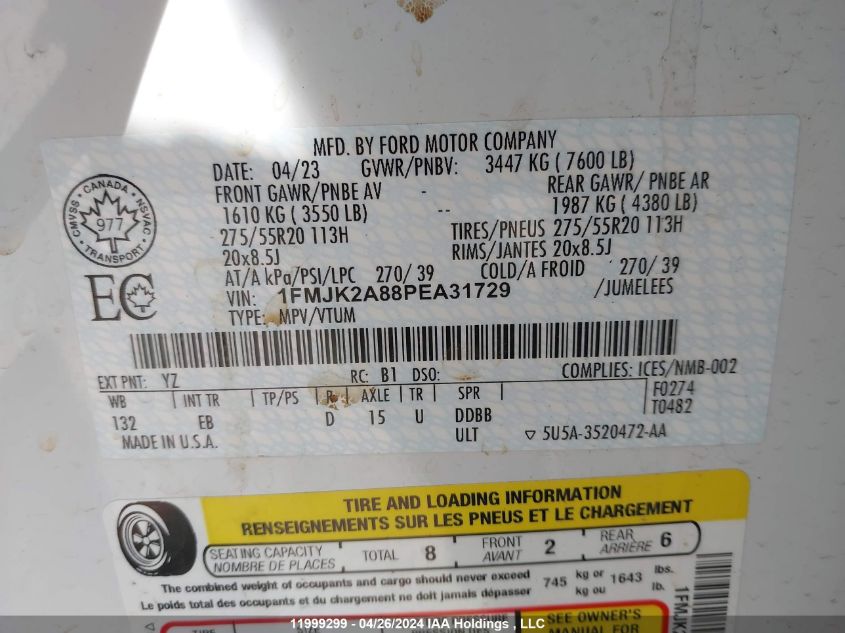 MFD. BY FORD MOTOR COMPANY
DATE: 04/23 GVWR/PNBV: 3447 KG ( 7600 LB)
FRONT GAWR/PNBE AV - REAR GAWR/ PNBE AR
1610 KG ( 3550 LB) -- 1987 KG ( 4380 LB)
275/55R20 113H TIRES/PNEUS 275/55R20 113H
20x8.5J RIMS/JANTES 20x8.5J
AT/A kPa/PSI/LPC 270/ 39 COLD/A FROID 270/ 39
VIN: 1FMJK2A88PEA31729 /JUMELEES
TYPE: MPV/VTUM
CANADA
CMVSS NSVAC
977
TRANSPORT
EC
EXT PNT: YZ RC: B1 DSO: COMPLIES: ICES/NMB-002
WB INT TR TP/PS R AXLE TR SPR F0274
132 EB D 15 U DDBB T0482
MADE IN U.S.A. ULT ▽ 5U5A-3520472-AA
TIRE AND LOADING INFORMATION
RENSEIGNEMENTS SUR LES PNEUS ET LE CHARGEMENT
SEATING CAPACITY
NOMBRE DE PLACES
TOTAL 8
FRONT
AVANT 2
REAR
ARRIÈRE 6
The combined weight of occupants and cargo should never exceed 745 kg or 1643 lbs.
Le poids total des occupants et du chargement ne doit jamais dépasser kg ou lb.
SEE OWNER'S
MANUAL FOR
1FMJK
11999299 - 04/26/2024 IAA Holdings , LLC